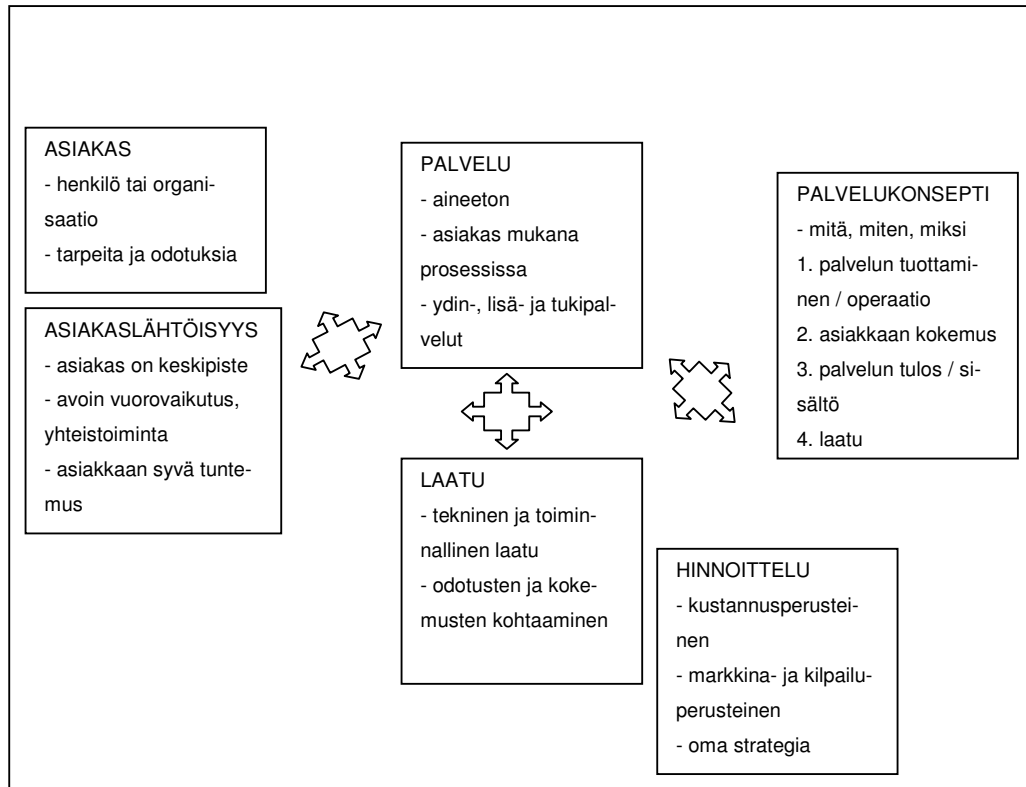 ASIAKAS
- henkilö tai organi-
saatio
- tarpeita ja odotuksia
ASIAKASLÄHTÖISYYS
- asiakas on keskipiste
- avoin vuorovaikutus,
yhteistoiminta
- asiakkaan syvä tunte-
mus
PALVELU
- aineeton
- asiakas mukana
prosessissa
- ydin-, lisä- ja tukipal-
velut
LAATU
- tekninen ja toimin-
nallinen laatu
- odotusten ja koke-
musten kohtaaminen
PALVELUKONSEPTI
- mitä, miten, miksi
1. palvelun tuottami-
nen / operaatio
2. asiakkaan kokemus
3. palvelun tulos / si-
sältö
4. laatu
HINNOITTELU
- kustannusperustei-
nen
- markkina- ja kilpailu-
perusteinen
- oma strategia